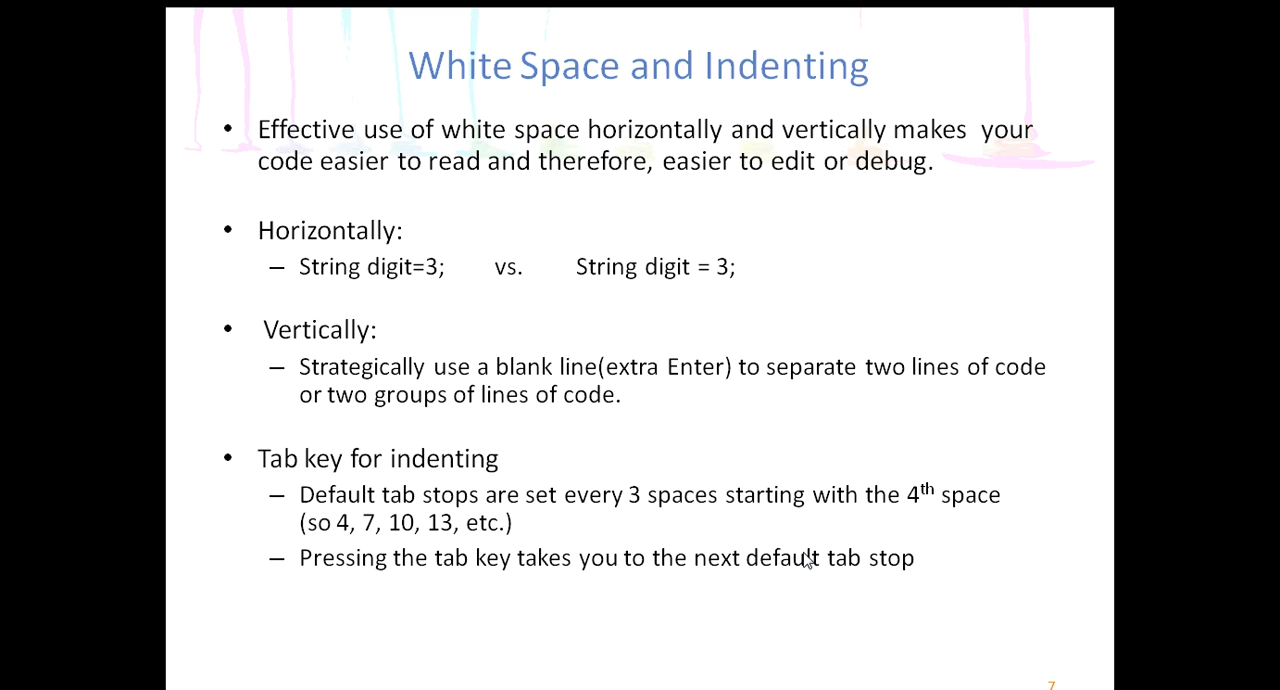 White Space and Indenting
• Effective use of white space horizontally and vertically makes your
code easier to read and therefore, easier to edit or debug.
• Horizontally:
– String digit=3; vs. String digit = 3;
• Vertically:
– Strategically use a blank line(extra Enter) to separate two lines of code
or two groups of lines of code.
• Tab key for indenting
– Default tab stops are set every 3 spaces starting with the 4th space
(so 4, 7, 10, 13, etc.)
– Pressing the tab key takes you to the next default tab stop
7